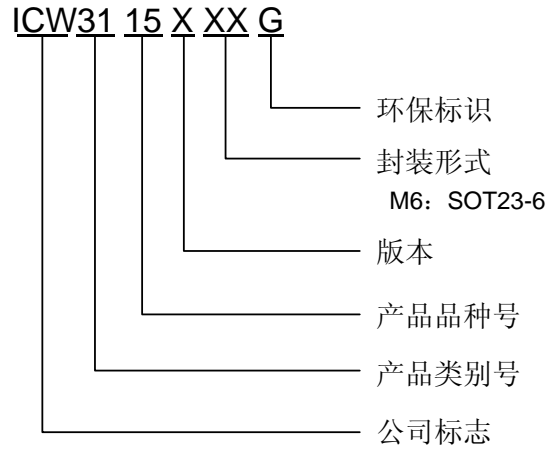 ICW31 15 X XX G
环保标识
封装形式
M6：SOT23-6
版本
产品品种号
产品类别号
公司标志